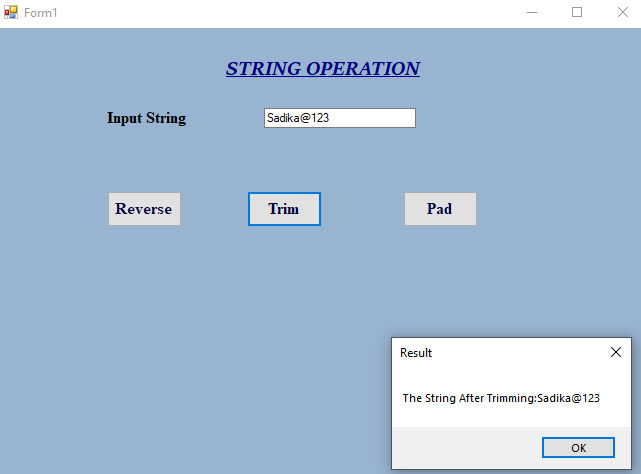 Form1
STRING OPERATION
Input String
Sadika@123
Reverse
Trim
Pad
Result
The String After Trimming:Sadika@123
OK